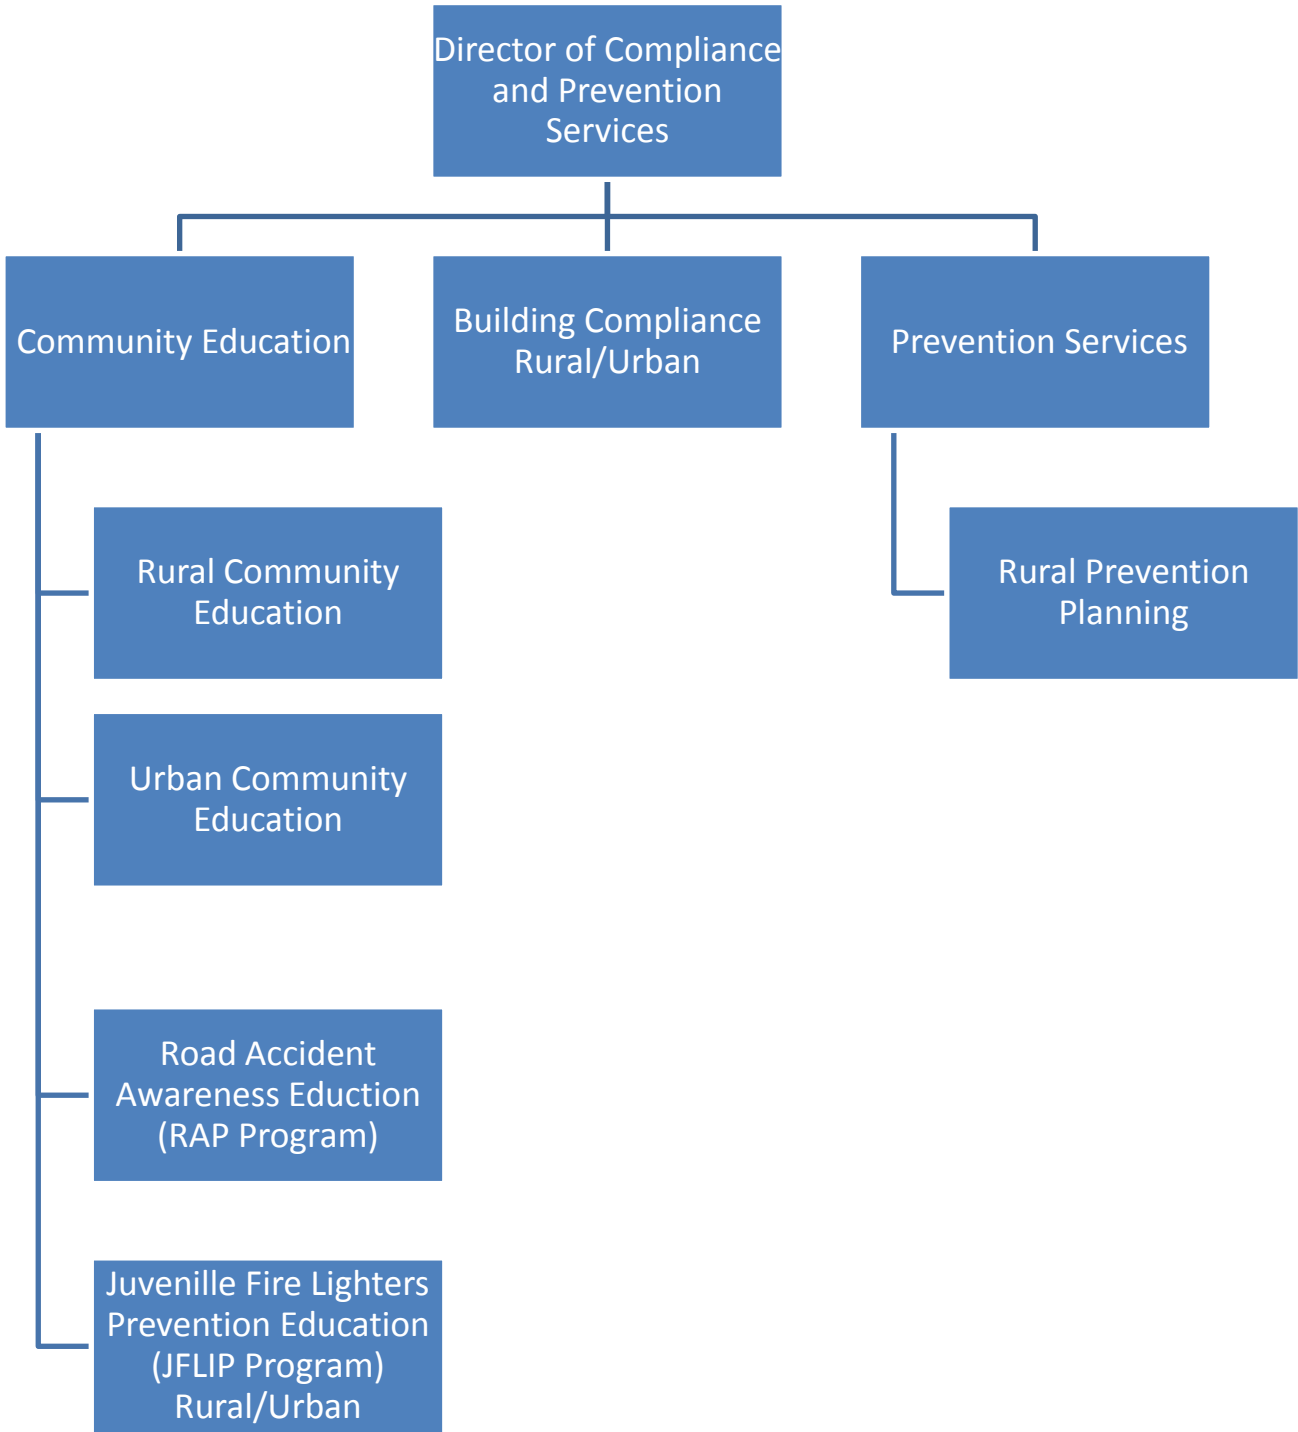 Director of Compliance
and Prevention
Services
Community Education
Building Compliance
Rural/Urban
Prevention Services
Rural Community
Education
Rural Prevention
Planning
Urban Community
Education
Road Accident
Awareness Eduction
(RAP Program)
Juvenille Fire Lighters
Prevention Education
(JFLIP Program)
Rural/Urban